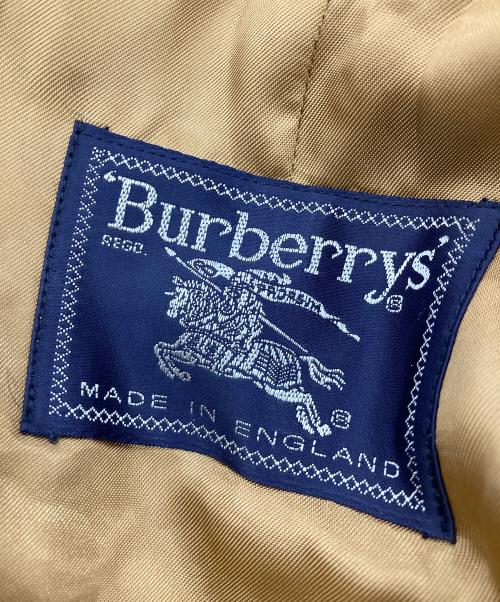 'Burberrys'
REGD.
®
®
MADE IN ENGLAND